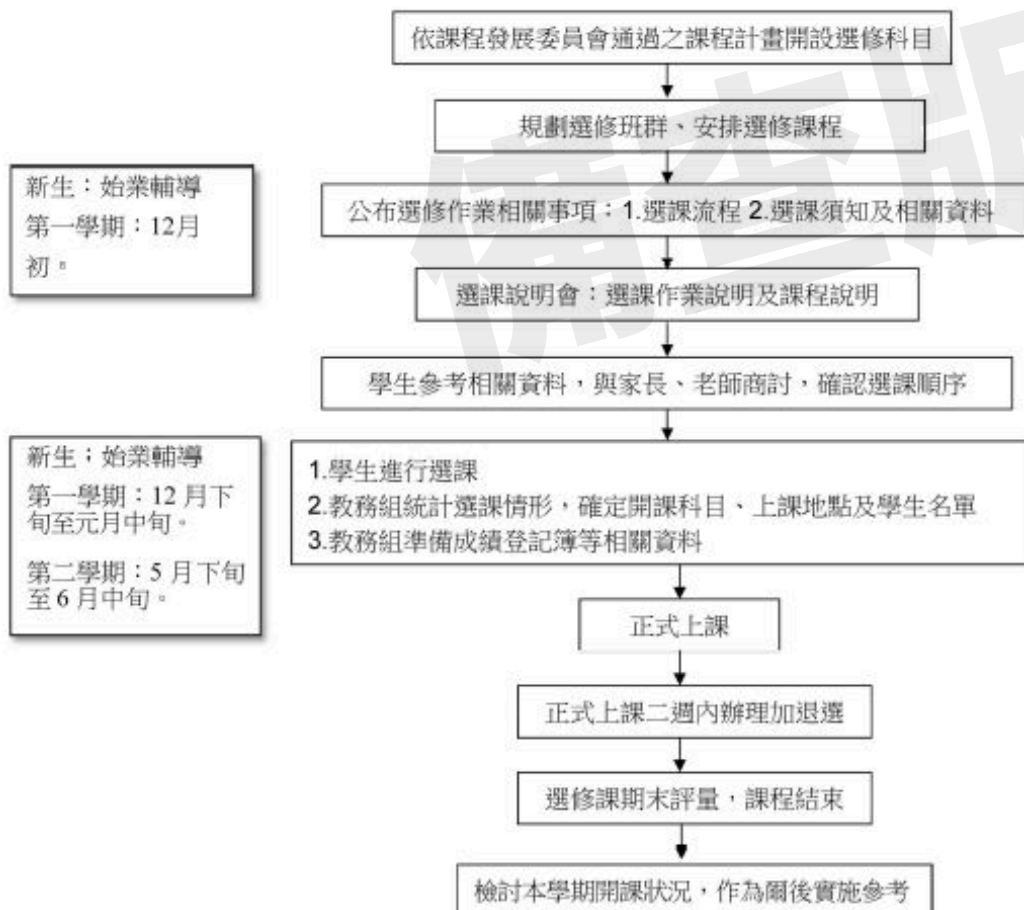 依課程發展委員會通過之課程計畫開設選修科目
規劃選修班群、安排選修課程
新生：始業輔導
第一學期：12月
初。
公布選修作業相關事項：1.選課流程 2.選課須知及相關資料
選課說明會：選課作業說明及課程說明
學生參考相關資料，與家長、老師商討，確認選課順序
新生；始業輔導
第一學期：12 月下
旬至元月中旬。
第二學期：5 月下旬
至 6 月中旬。
1.學生進行選課
2.教務組統計選課情形，確定開課科目、上課地點及學生名單
3.教務組準備成績登記簿等相關資料
正式上課
正式上課二週內辦理加退選
選修課期末評量，課程結束
檢討本學期開課狀況，作為爾後實施參考
備查版